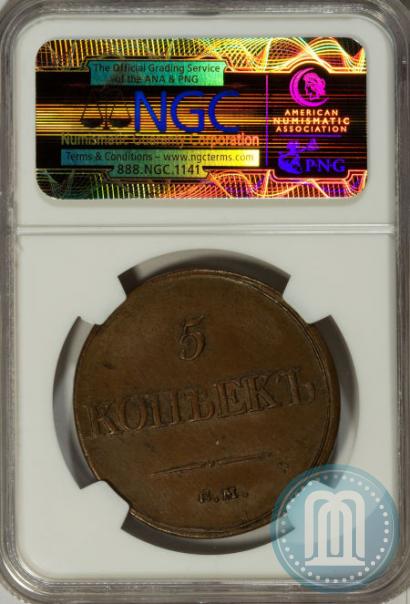 The Official Grading Service
of the ANA & PNG
NGC
Numismatic Guaranty Corporation
Terms & Conditions – www.ngcterms.com
888.NGC.1141
AMERICAN
NUMISMATIC
ASSOCIATION
PNG
5
КОПѢЕКЪ
С.М.